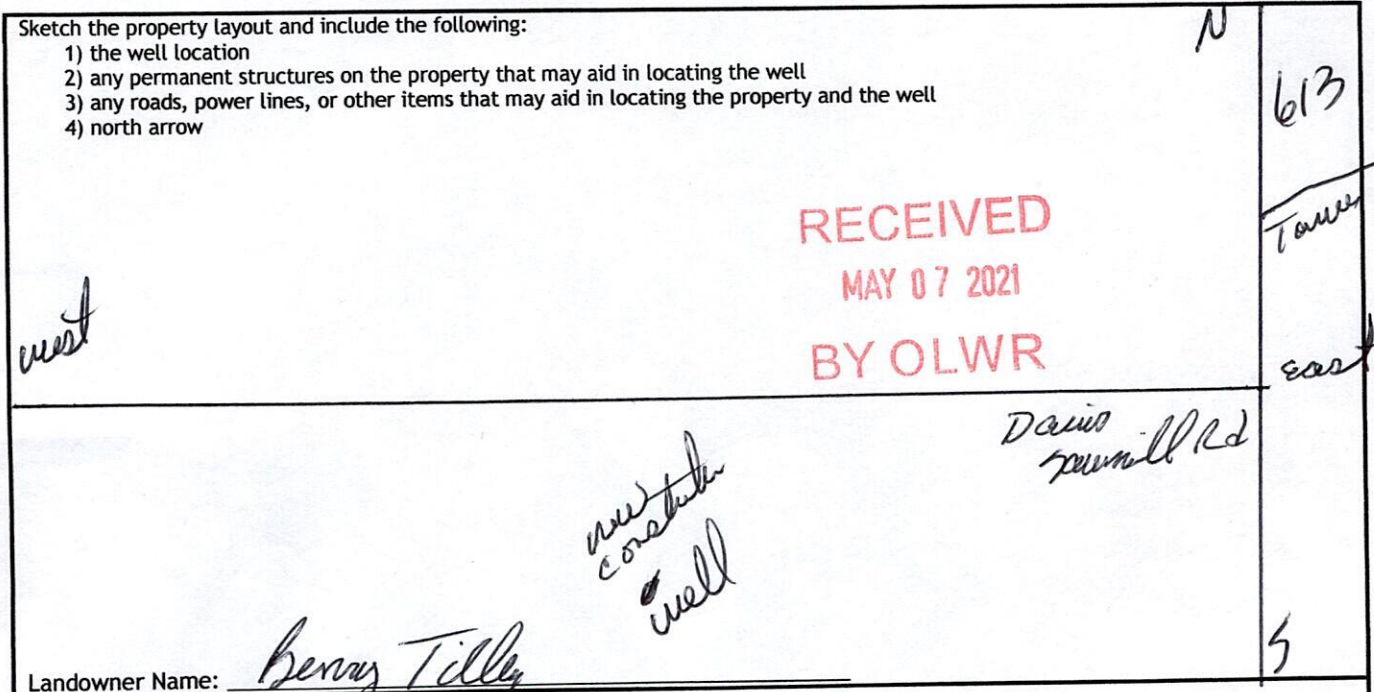 Sketch the property layout and include the following:
1) the well location
2) any permanent structures on the property that may aid in locating the well
3) any roads, power lines, or other items that may aid in locating the property and the well
4) north arrow
N
613
RECEIVED
MAY 07 2021
BY OLWR
west
east
Sawmill Rd
new
well
S
Landowner Name: Benny Tilley